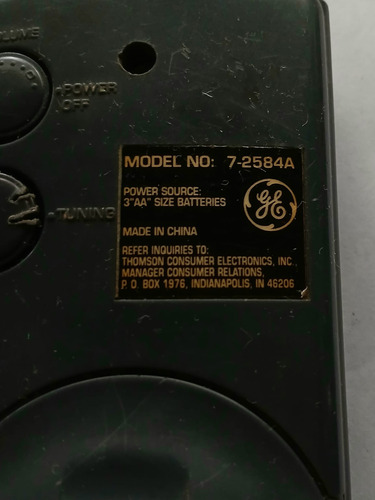 VOLUME
•POWER
OFF
•TUNING
MODEL NO: 7-2584A
POWER SOURCE:
3"AA" SIZE BATTERIES
GE
MADE IN CHINA
REFER INQUIRIES TO:
THOMSON CONSUMER ELECTRONICS, INC.
MANAGER CONSUMER RELATIONS,
P. O. BOX 1976, INDIANAPOLIS, IN 46206